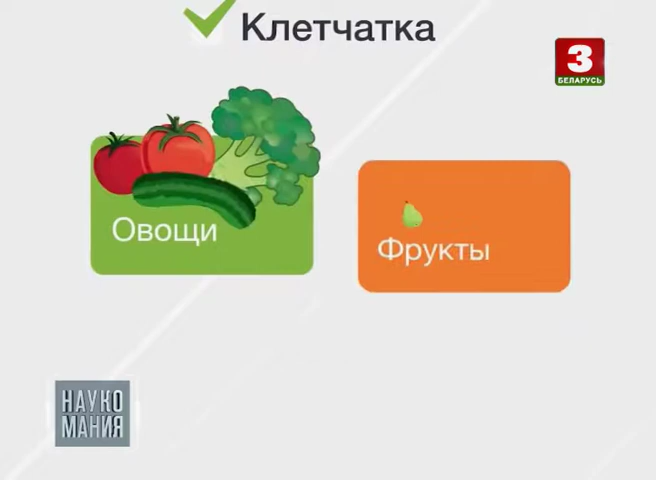 Клетчатка
3
БЕЛАРУСЬ
Овощи
Фрукты
НАУКО
МАНИЯ